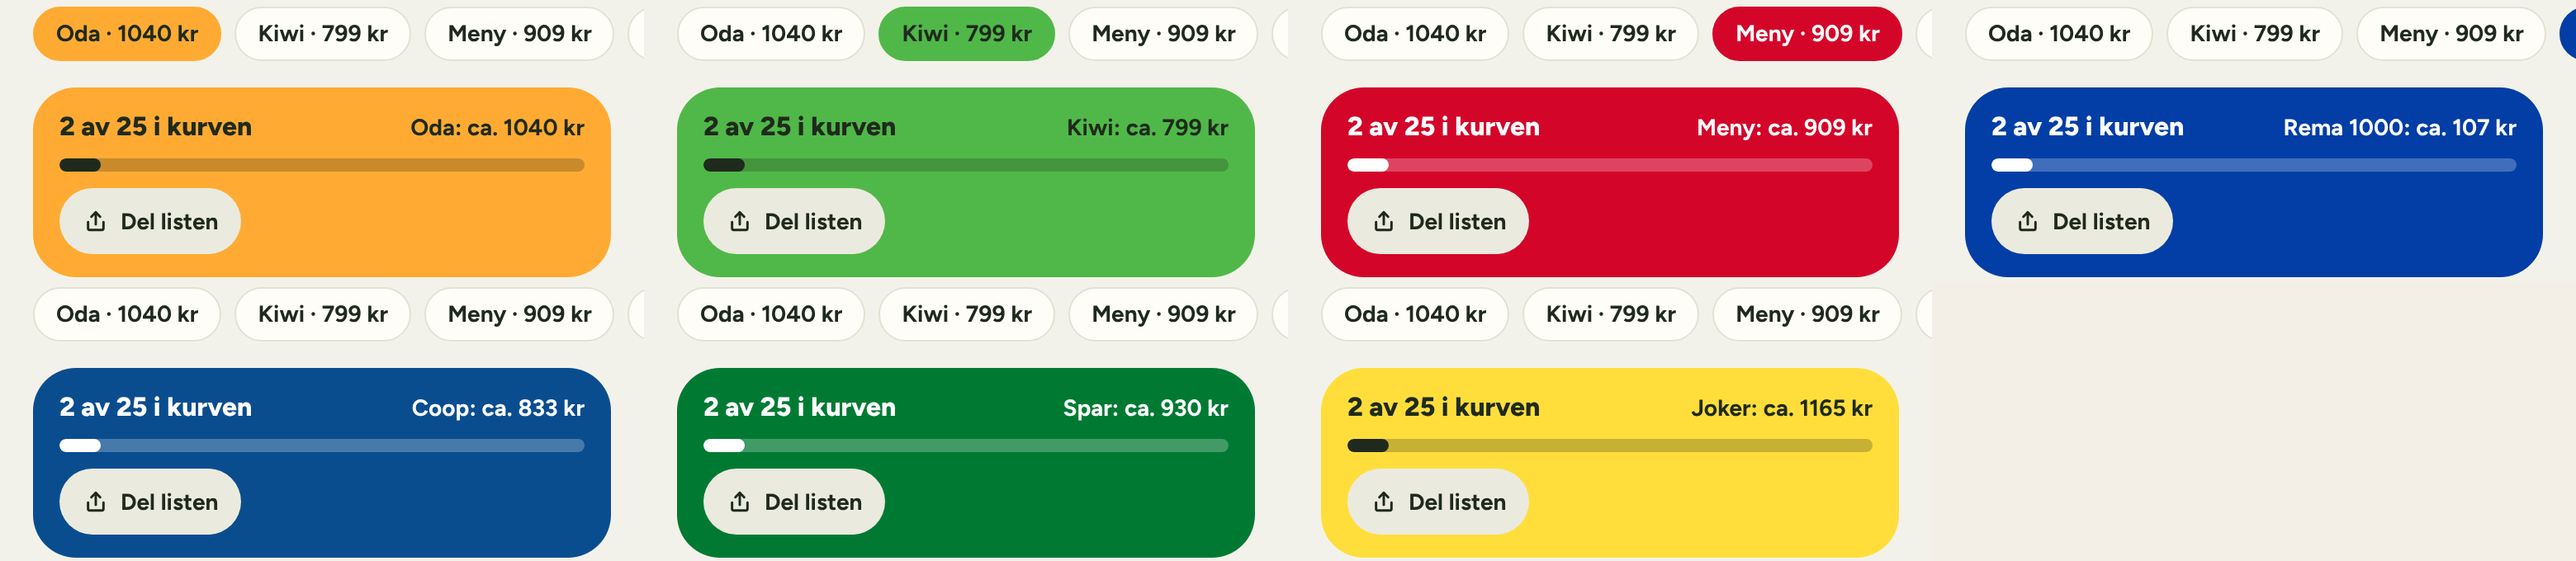 Oda · 1040 kr Kiwi · 799 kr Meny · 909 kr
2 av 25 i kurven Oda: ca. 1040 kr
Del listen
Oda · 1040 kr Kiwi · 799 kr Meny · 909 kr
2 av 25 i kurven Kiwi: ca. 799 kr
Del listen
Oda · 1040 kr Kiwi · 799 kr Meny · 909 kr
2 av 25 i kurven Meny: ca. 909 kr
Del listen
Oda · 1040 kr Kiwi · 799 kr Meny · 909 kr
2 av 25 i kurven Rema 1000: ca. 107 kr
Del listen
Oda · 1040 kr Kiwi · 799 kr Meny · 909 kr
2 av 25 i kurven Coop: ca. 833 kr
Del listen
Oda · 1040 kr Kiwi · 799 kr Meny · 909 kr
2 av 25 i kurven Spar: ca. 930 kr
Del listen
Oda · 1040 kr Kiwi · 799 kr Meny · 909 kr
2 av 25 i kurven Joker: ca. 1165 kr
Del listen